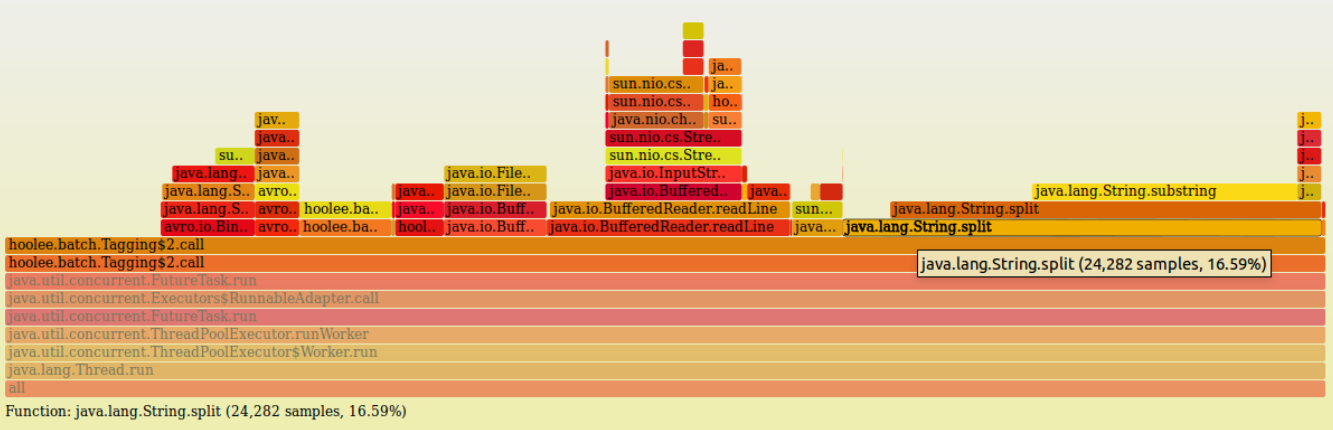 ja..
sun.nio.cs.. ja..
sun.nio.cs.. ho..
jav.. java.nio.ch.. su.. j..
java.. sun.nio.cs.Stre.. j..
su.. java.. sun.nio.cs.Stre.. j..
java.lang.. java.. java.io.File.. java.io.InputStr.. j..
java.lang.S.. avro.. java.. java.io.File.. java.io.Buffered.. java.. java.lang.String.substring j..
java.lang.S.. avro.. hoolee.ba.. java.. java.io.Buff.. java.io.BufferedReader.readLine sun... java.lang.String.split
avro.io.Bin.. avro.. hoolee.ba.. hool.. java.io.Buff.. java.io.BufferedReader.readLine java... java.lang.String.split
hoolee.batch.Tagging$2.call
hoolee.batch.Tagging$2.call
java.lang.String.split (24,282 samples, 16.59%)
java.util.concurrent.FutureTask.run
java.util.concurrent.Executors$RunnableAdapter.call
java.util.concurrent.FutureTask.run
java.util.concurrent.ThreadPoolExecutor.runWorker
java.util.concurrent.ThreadPoolExecutor$Worker.run
java.lang.Thread.run
all
Function: java.lang.String.split (24,282 samples, 16.59%)